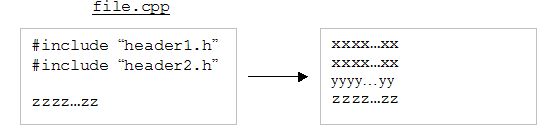 file.cpp
#include “header1.h”
#include “header2.h”
zzzz…zz
xxxx…xx
xxxx…xx
yyyy…yy
zzzz…zz